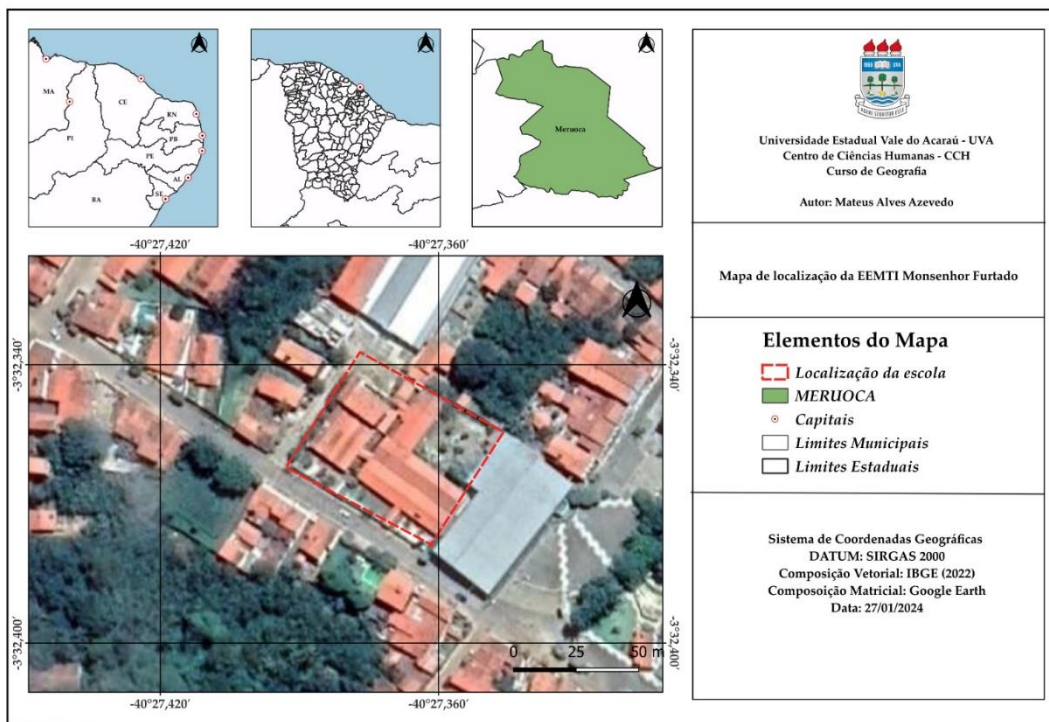 MA
CE
RN
PI
PB
PE
AL
SE
BA
Meruoca
-40°27,420′
-40°27,360′
-3°32,340′
-3°32,340′
-3°32,400′
-3°32,400′
0 25 50 m
-40°27,420′
-40°27,360′
Universidade Estadual Vale do Acaraú - UVA
Centro de Ciências Humanas - CCH
Curso de Geografia
Autor: Mateus Alves Azevedo
Mapa de localização da EEMTI Monsenhor Furtado
Elementos do Mapa
Localização da escola
MERUOCA
Capitais
Limites Municipais
Limites Estaduais
Sistema de Coordenadas Geográficas
DATUM: SIRGAS 2000
Composição Vetorial: IBGE (2022)
Composoição Matricial: Google Earth
Data: 27/01/2024